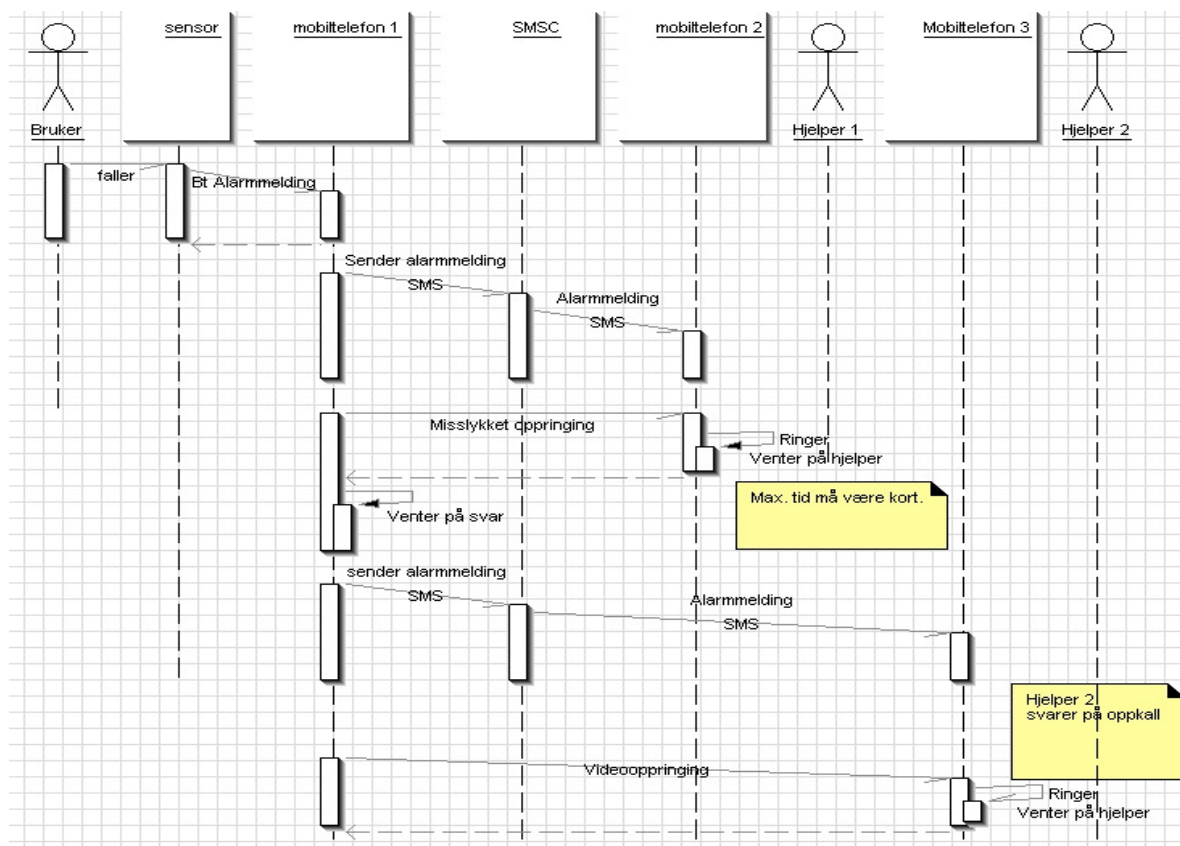 sensor
mobiltelefon 1
SMSC
mobiltelefon 2
Mobiltelefon 3
Bruker
Hjelper 1
Hjelper 2
faller
Bt Alarmmelding
Sender alarmmelding
SMS
Alarmmelding
SMS
Misslykket oppringing
Ringer
Venter på hjelper
Max. tid må være kort.
Venter på svar
sender alarmmelding
SMS
Alarmmelding
SMS
Hjelper 2
svarer på oppkall
Videooppringing
Ringer
Venter på hjelper